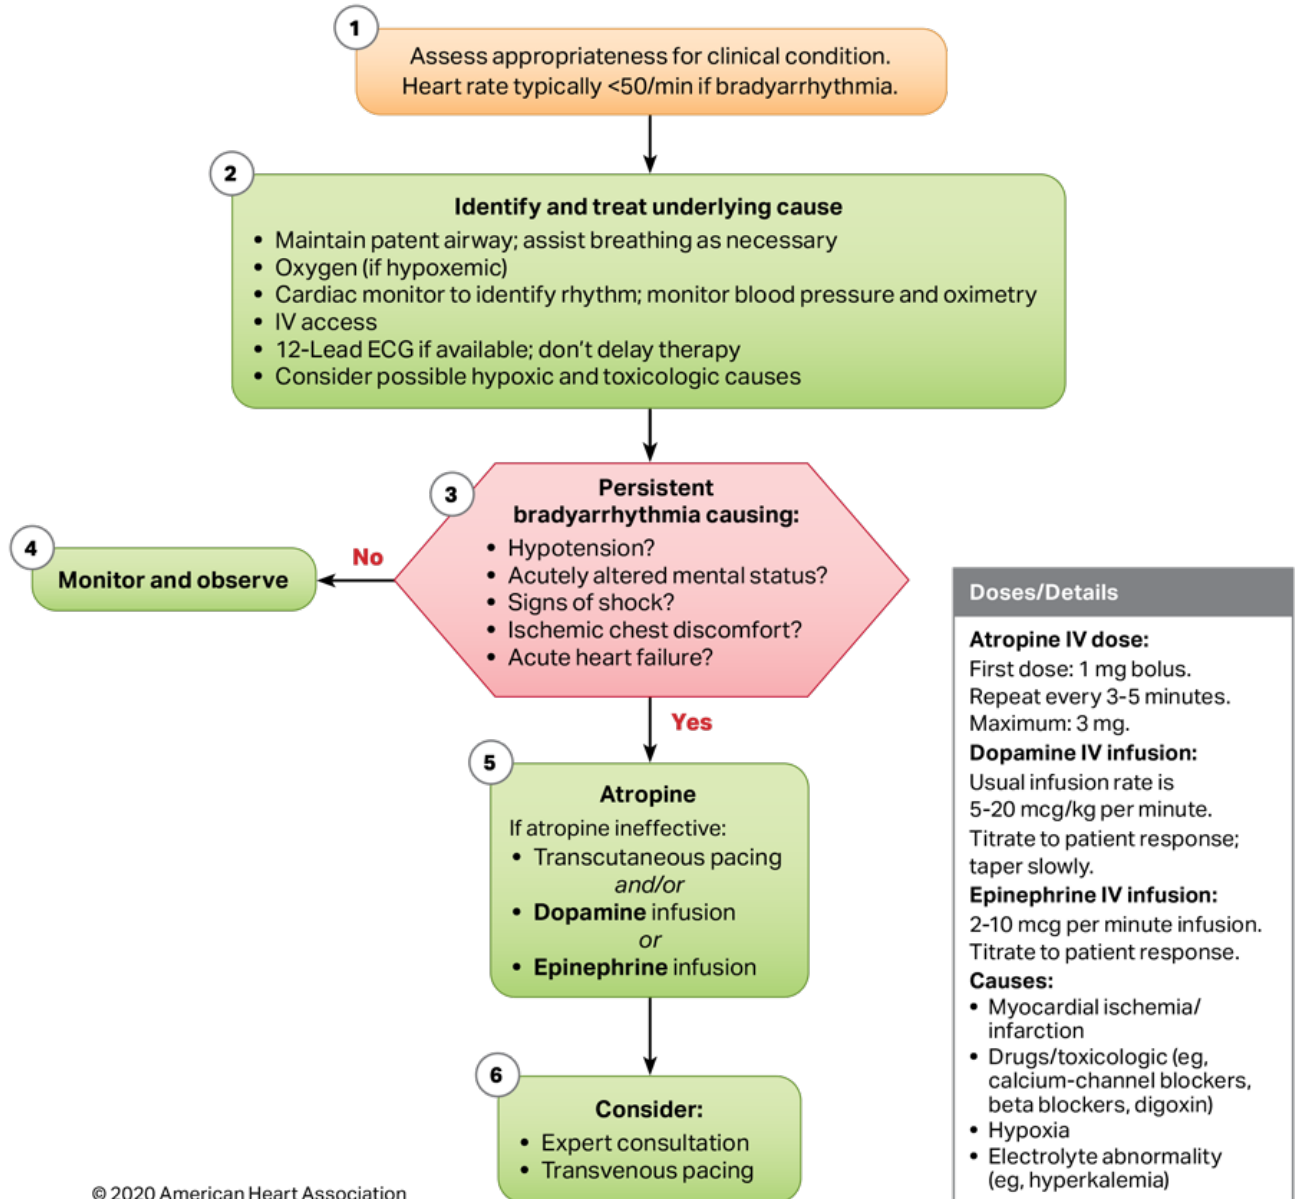 1
Assess appropriateness for clinical condition.
Heart rate typically <50/min if bradyarrhythmia.
2
Identify and treat underlying cause
• Maintain patent airway; assist breathing as necessary
• Oxygen (if hypoxemic)
• Cardiac monitor to identify rhythm; monitor blood pressure and oximetry
• IV access
• 12-Lead ECG if available; don't delay therapy
• Consider possible hypoxic and toxicologic causes
3
Persistent
bradyarrhythmia causing:
• Hypotension?
• Acutely altered mental status?
• Signs of shock?
• Ischemic chest discomfort?
• Acute heart failure?
No
4
Monitor and observe
Yes
5
Atropine
If atropine ineffective:
• Transcutaneous pacing
and/or
• Dopamine infusion
or
• Epinephrine infusion
6
Consider:
• Expert consultation
• Transvenous pacing
Doses/Details
Atropine IV dose:
First dose: 1 mg bolus.
Repeat every 3-5 minutes.
Maximum: 3 mg.
Dopamine IV infusion:
Usual infusion rate is
5-20 mcg/kg per minute.
Titrate to patient response;
taper slowly.
Epinephrine IV infusion:
2-10 mcg per minute infusion.
Titrate to patient response.
Causes:
• Myocardial ischemia/
infarction
• Drugs/toxicologic (eg,
calcium-channel blockers,
beta blockers, digoxin)
• Hypoxia
• Electrolyte abnormality
(eg, hyperkalemia)
© 2020 American Heart Association